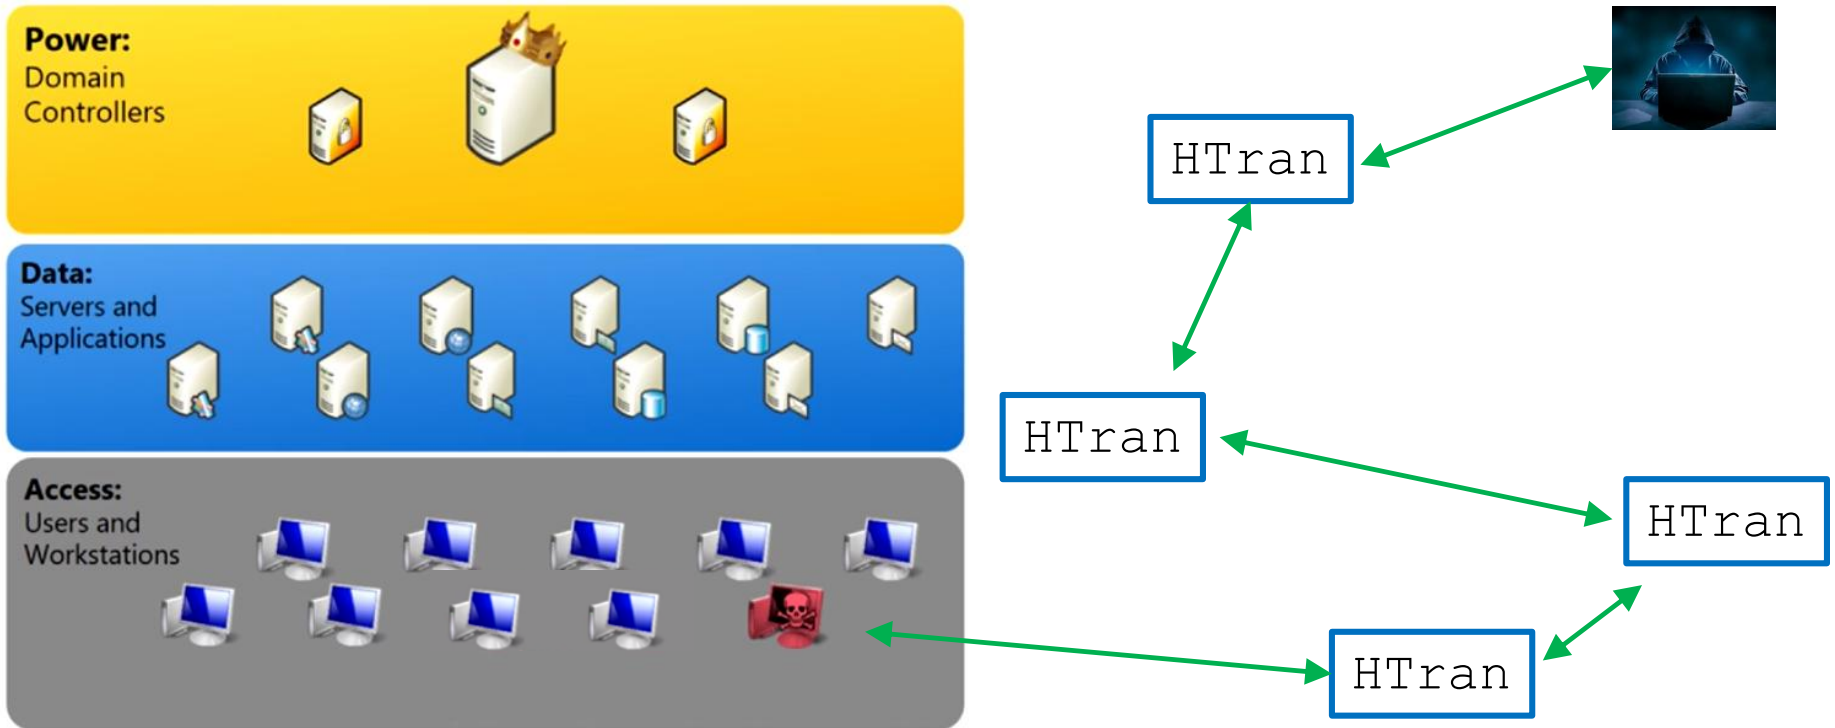 Power:
Domain
Controllers
Data:
Servers and
Applications
Access:
Users and
Workstations
HTran
HTran
HTran
HTran